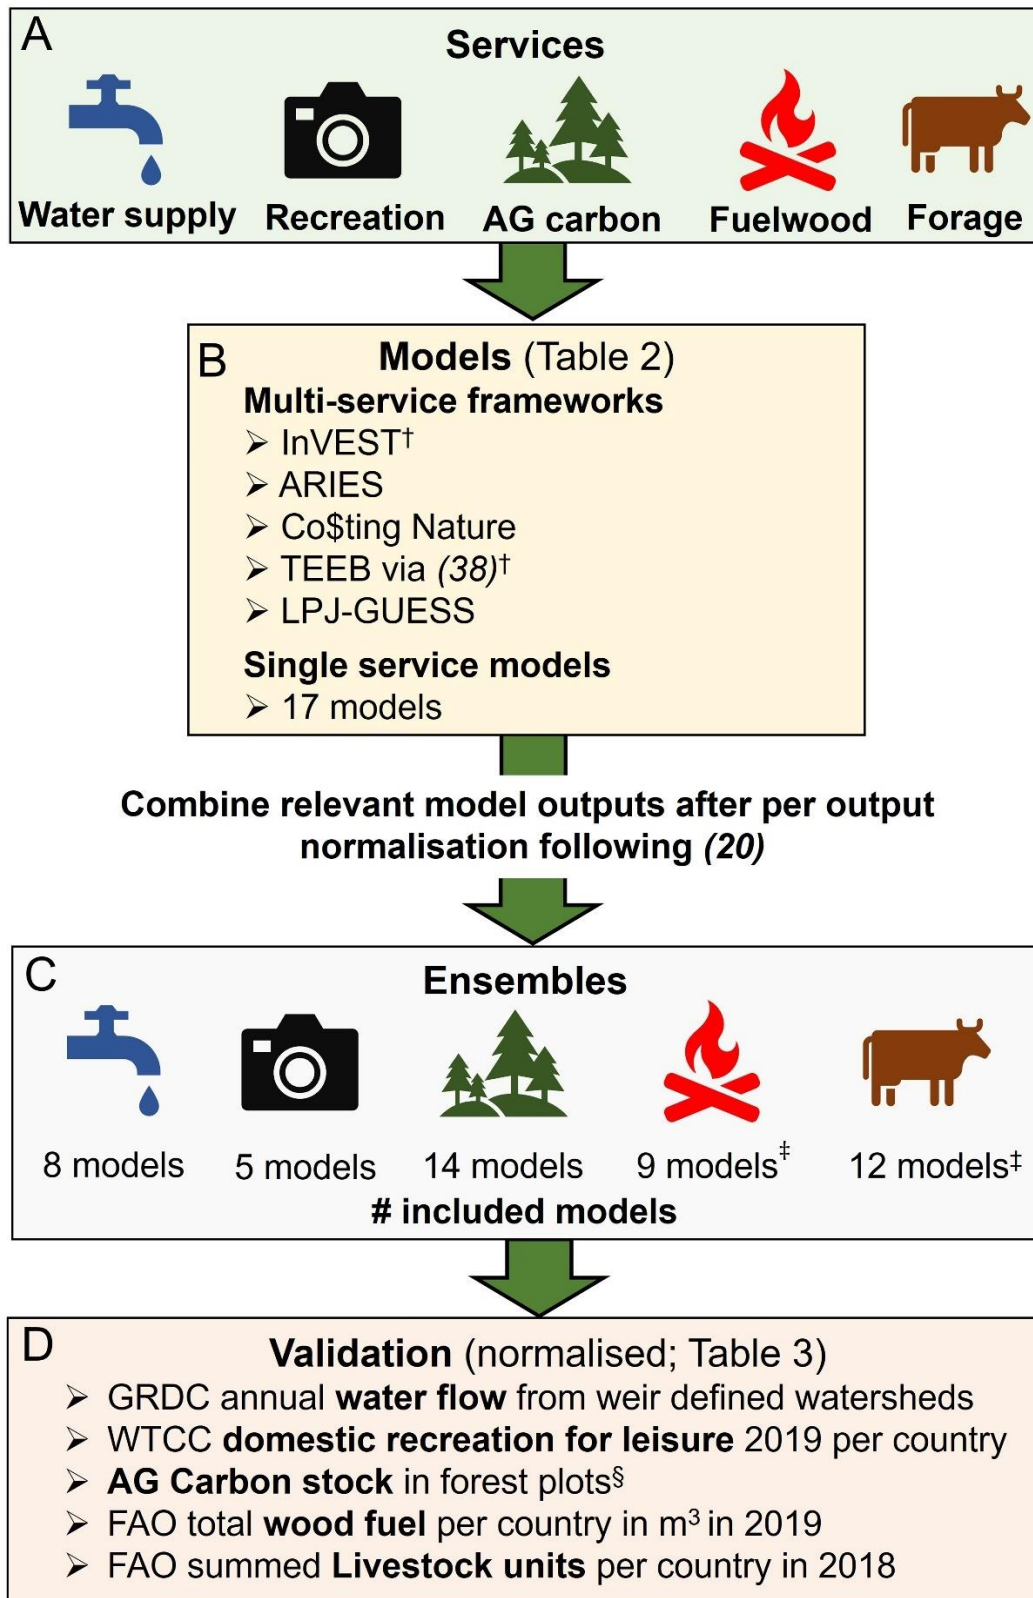 A
Services
Water supply Recreation AG carbon Fuelwood Forage
B
Models (Table 2)
Multi-service frameworks
➢ InVEST†
➢ ARIES
➢ Co$ting Nature
➢ TEEB via (38)†
➢ LPJ-GUESS
Single service models
➢ 17 models
Combine relevant model outputs after per output
normalisation following (20)
C
Ensembles
8 models 5 models 14 models 9 models‡ 12 models‡
# included models
D
Validation (normalised; Table 3)
➢ GRDC annual water flow from weir defined watersheds
➢ WTCC domestic recreation for leisure 2019 per country
➢ AG Carbon stock in forest plots§
➢ FAO total wood fuel per country in m³ in 2019
➢ FAO summed Livestock units per country in 2018